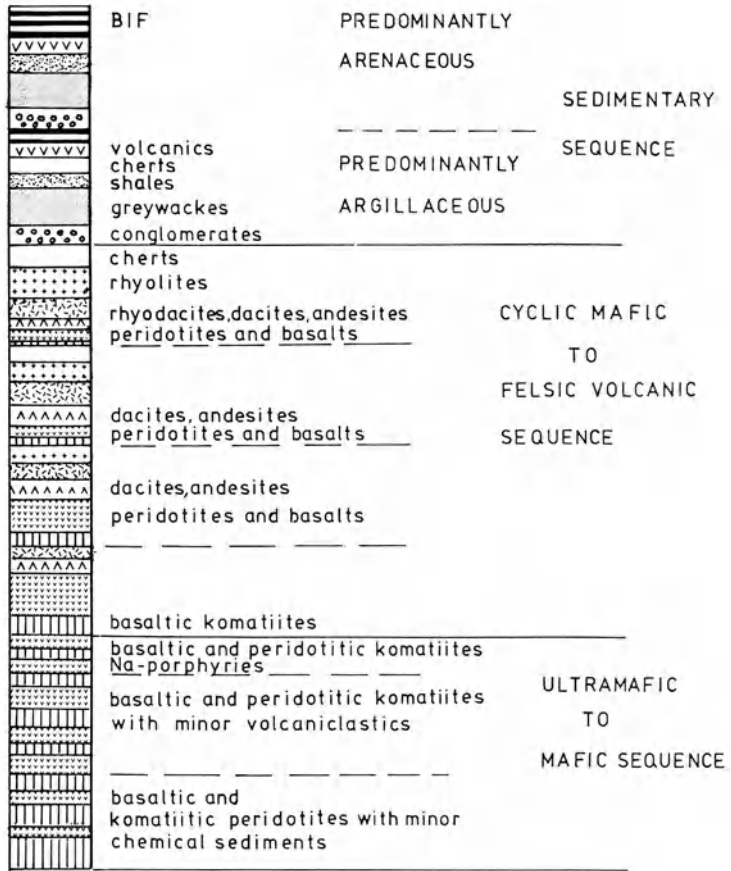 BIF
PREDOMINANTLY
ARENACEOUS
SEDIMENTARY
SEQUENCE
volcanics
cherts
shales
greywackes
conglomerates
PREDOMINANTLY
ARGILLACEOUS
cherts
rhyolites
rhyodacites,dacites,andesites
peridotites and basalts
dacites, andesites
peridotites and basalts
dacites,andesites
peridotites and basalts
basaltic komatiites
CYCLIC MAFIC
TO
FELSIC VOLCANIC
SEQUENCE
basaltic and peridotitic komatiites
Na-porphyries
basaltic and peridotitic komatiites
with minor volcaniclastics
basaltic and
komatiitic peridotites with minor
chemical sediments
ULTRAMAFIC
TO
MAFIC SEQUENCE